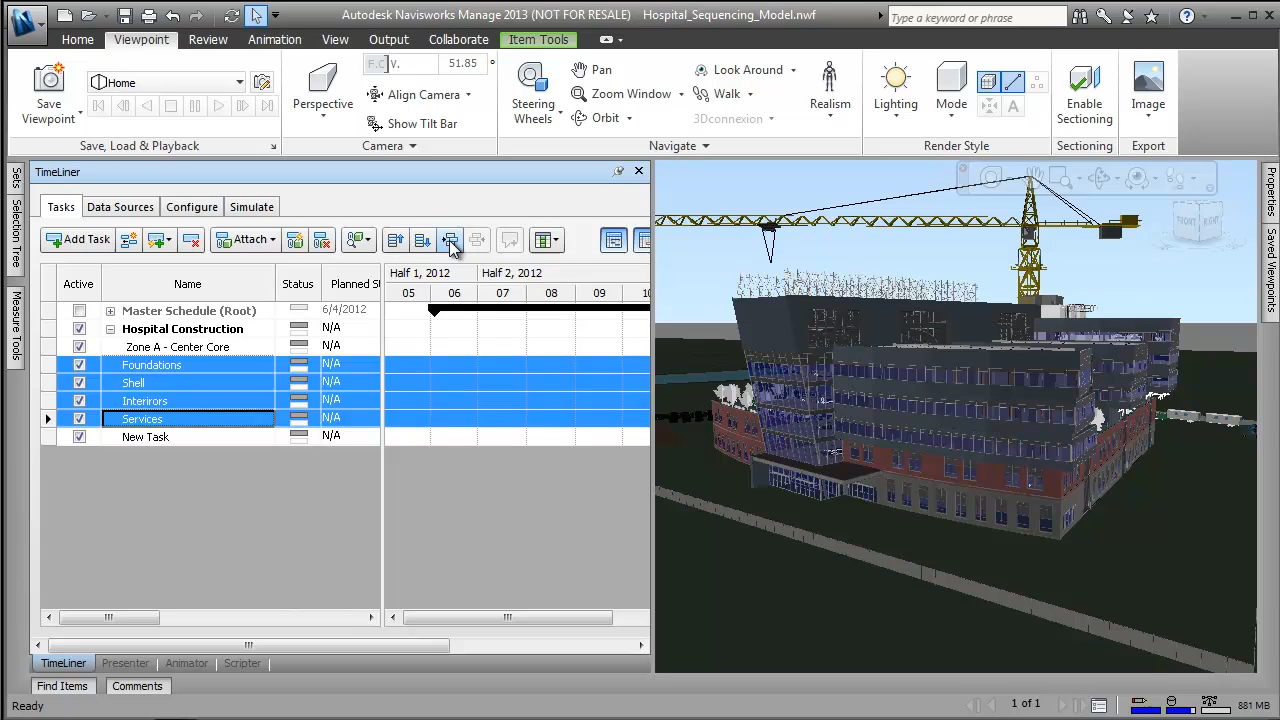 Autodesk Navisworks Manage 2013 (NOT FOR RESALE) Hospital_Sequencing_Model.nwf
Type a keyword or phrase
Home Viewpoint Review Animation View Output Collaborate Item Tools
F.O.V. 51.85 °
Home
Save Viewpoint
Perspective
Align Camera
Show Tilt Bar
Steering Wheels
Pan
Zoom Window
Orbit
Look Around
Walk
3Dconnexion
Realism
Lighting
Mode
Enable Sectioning
Image
Save, Load & Playback Camera Navigate Render Style Sectioning Export
TimeLiner
Tasks Data Sources Configure Simulate
Add Task Attach
Active Name Status Planned St
Half 1, 2012 Half 2, 2012
05 06 07 08 09 10
Master Schedule (Root) 6/4/2012
Hospital Construction N/A
Zone A - Center Core N/A
Foundations N/A
Shell N/A
Interirors N/A
Services N/A
New Task N/A
Sets
Selection Tree
Measure Tools
FRONT RIGHT
Properties
Saved Viewpoints
TimeLiner Presenter Animator Scripter
Find Items Comments
Ready 1 of 1 881 MB